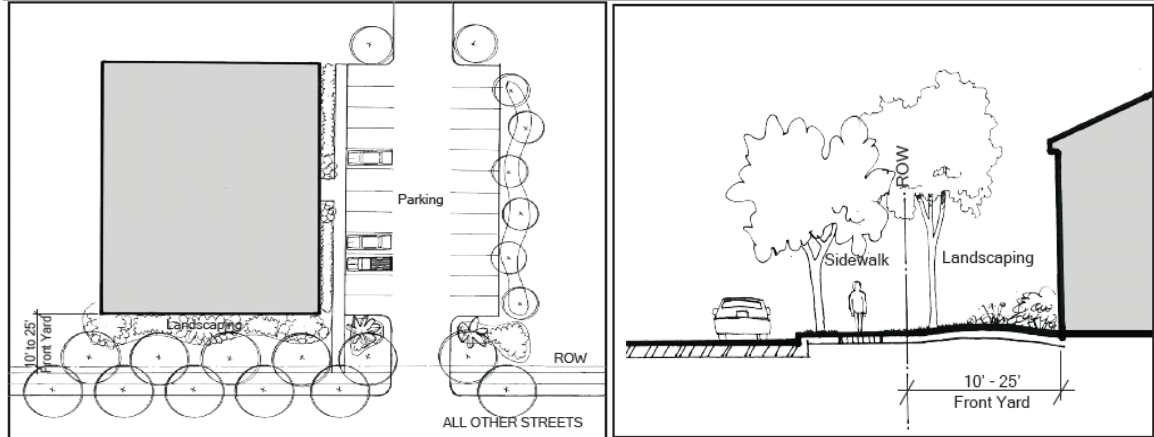 Parking
Landscaping
10' to 25'
Front Yard
ROW
ALL OTHER STREETS
ROW
Sidewalk
Landscaping
10' - 25'
Front Yard